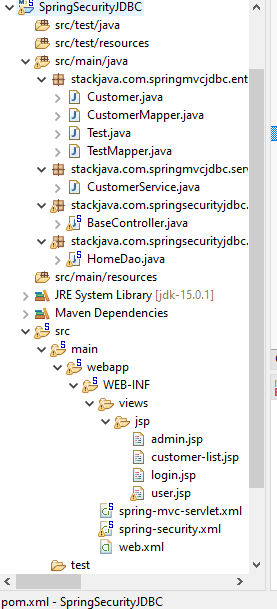 SpringSecurityJDBC
src/test/java
src/test/resources
src/main/java
stackjava.com.springmvcjdbc.ent
Customer.java
CustomerMapper.java
Test.java
TestMapper.java
stackjava.com.springmvcjdbc.ser
CustomerService.java
stackjava.com.springsecurityjdbc.
BaseController.java
stackjava.com.springsecurityjdbc.
HomeDao.java
src/main/resources
JRE System Library [jdk-15.0.1]
Maven Dependencies
src
main
webapp
WEB-INF
views
jsp
admin.jsp
customer-list.jsp
login.jsp
user.jsp
spring-mvc-servlet.xml
spring-security.xml
web.xml
test
pom.xml - SpringSecurityJDBC